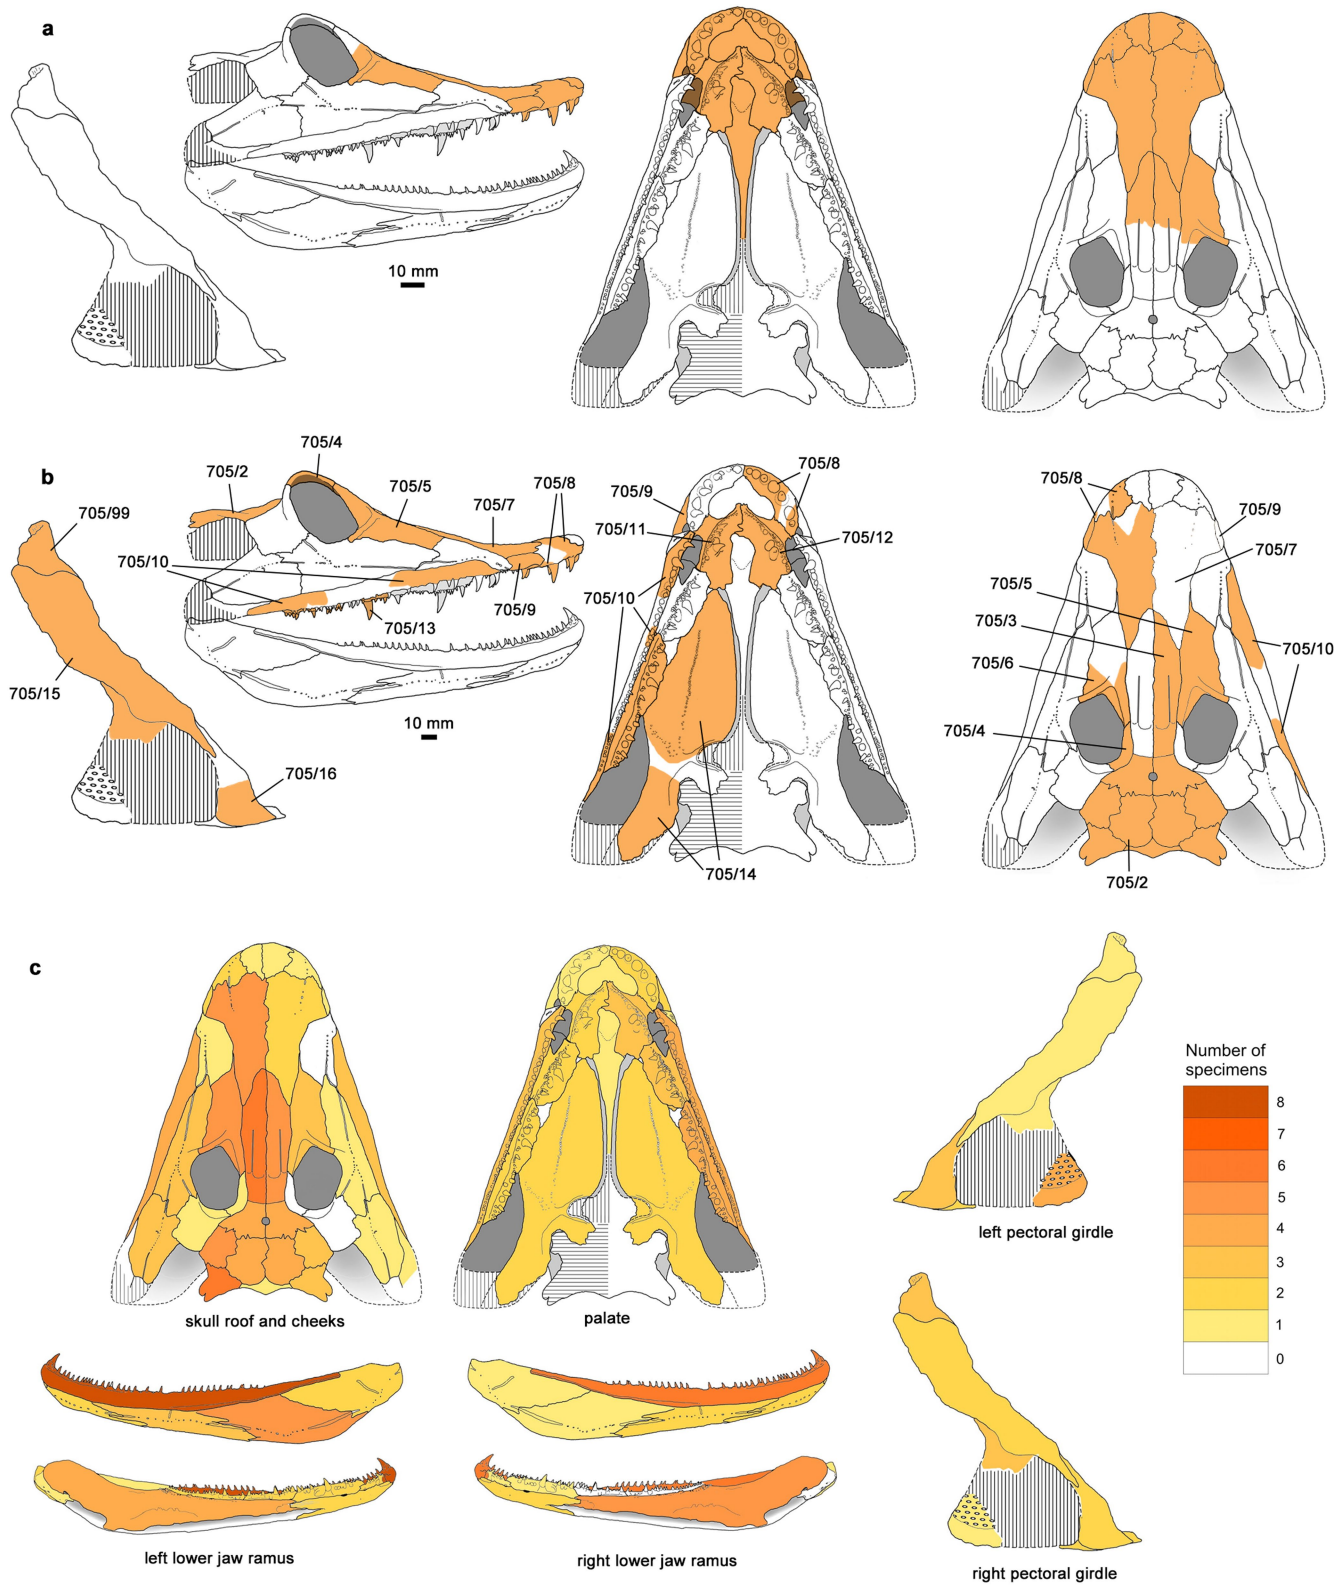 a
10 mm
b
705/4
705/2
705/5
705/8
705/7
705/99
705/10
705/9
705/13
705/15
10 mm
705/16
705/8
705/9
705/11
705/12
705/10
705/14
705/8
705/9
705/7
705/5
705/3
705/10
705/6
705/4
705/2
c
skull roof and cheeks
palate
left pectoral girdle
Number of
specimens
8
7
6
5
4
3
2
1
0
left lower jaw ramus
right lower jaw ramus
right pectoral girdle